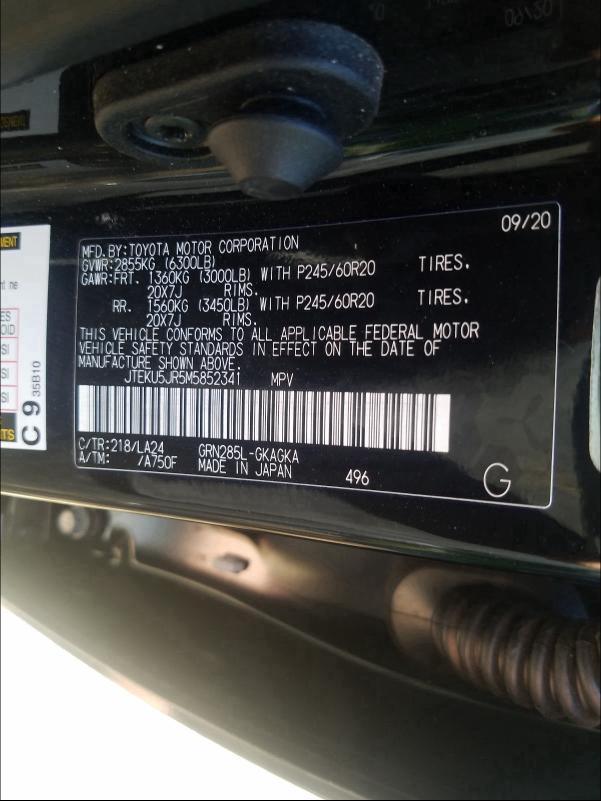 09/20
MFD.BY:TOYOTA MOTOR CORPORATION
GVWR:2855KG (6300LB)
GAWR:FRT. 1360KG (3000LB) WITH P245/60R20 TIRES.
20X7J RIMS.
RR. 1560KG (3450LB) WITH P245/60R20 TIRES.
20X7J RIMS.
THIS VEHICLE CONFORMS TO ALL APPLICABLE FEDERAL MOTOR
VEHICLE SAFETY STANDARDS IN EFFECT ON THE DATE OF
MANUFACTURE SHOWN ABOVE.
JTEKU5JR5M5852341 MPV
C/TR:218/LA24 GRN285L-GKAGKA
A/TM: /A750F MADE IN JAPAN 496
G
C 9 35B10